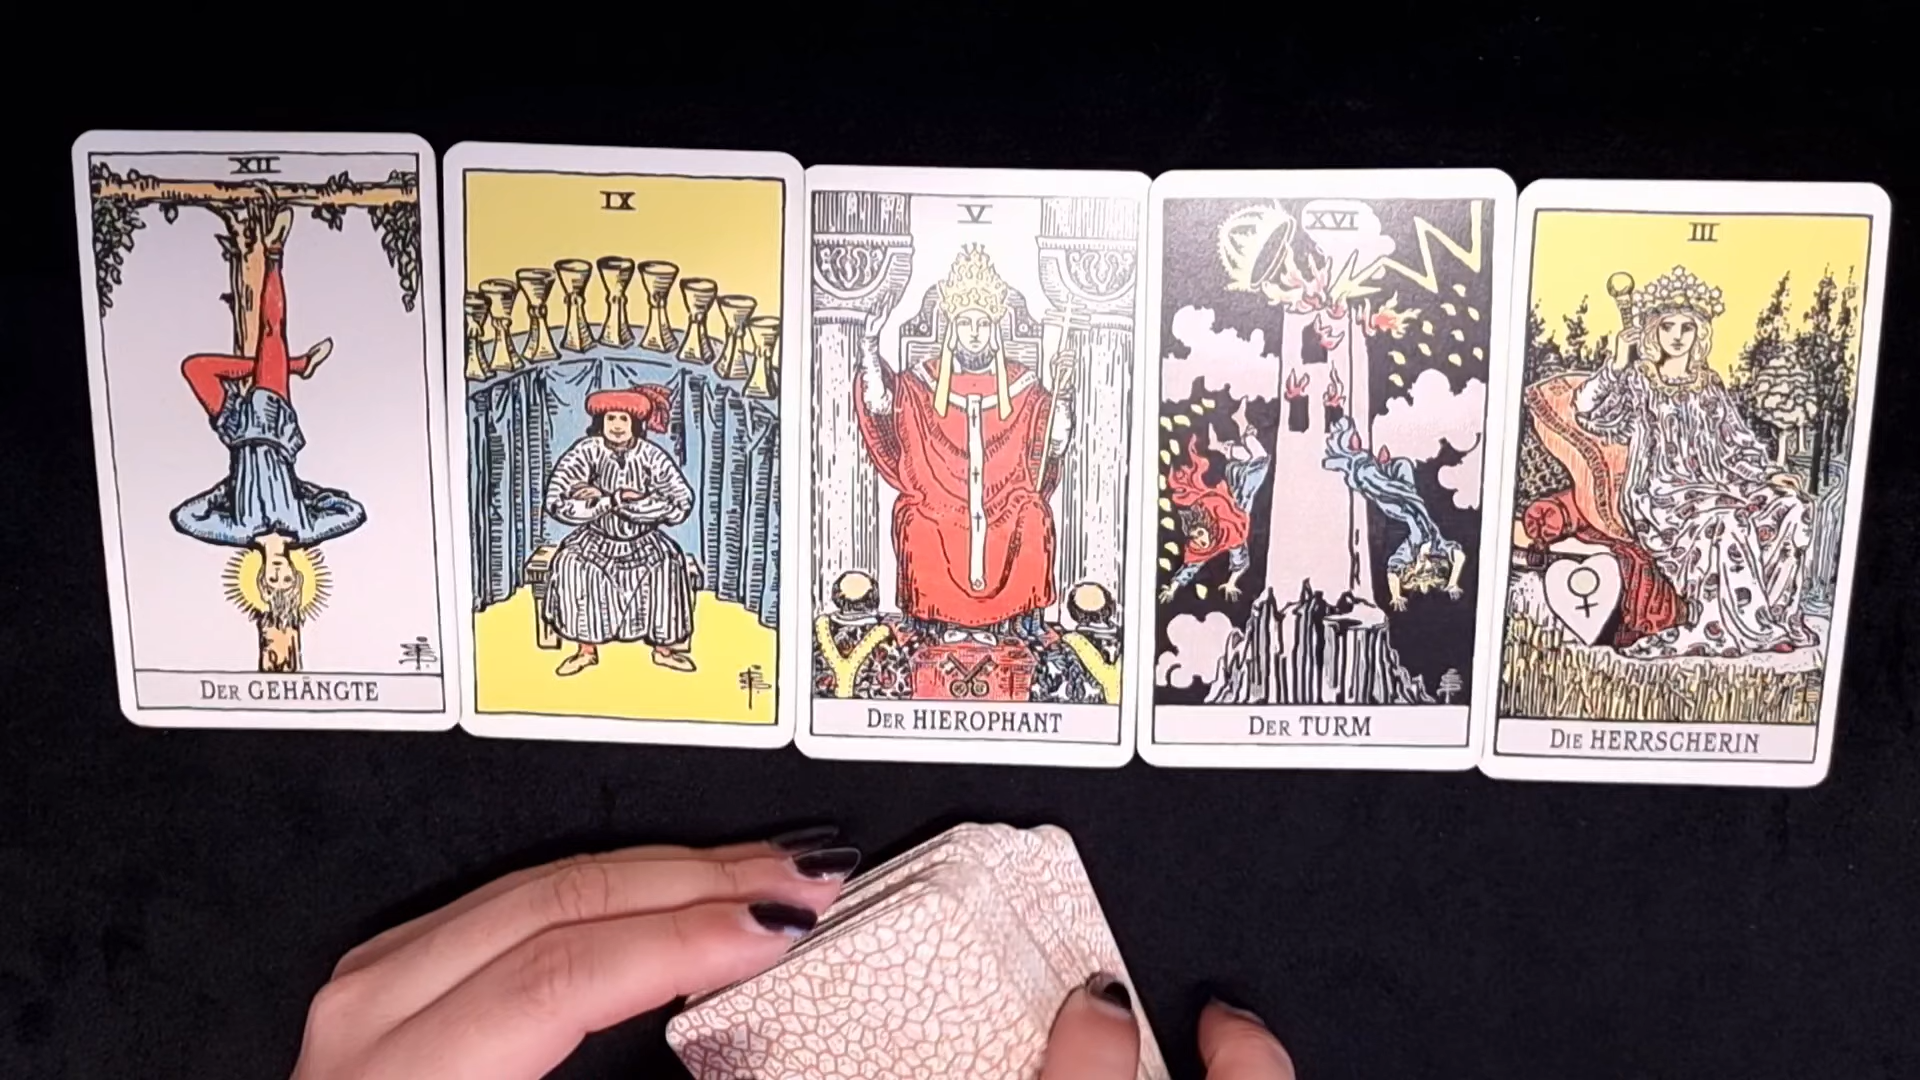 XII
DER GEHÄNGTE
IX
V
DER HIEROPHANT
XVI
DER TURM
III
DIE HERRSCHERIN